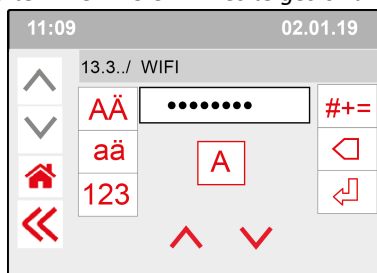 11:09 02.01.19
13.3../ WIFI
AÄ •••••••• #+=
aä A
123